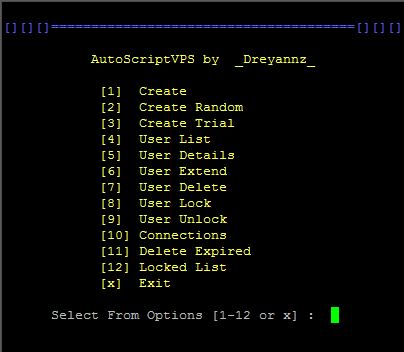 [][][]=======================================[][][]
AutoScriptVPS by _Dreyannz_
[1] Create
[2] Create Random
[3] Create Trial
[4] User List
[5] User Details
[6] User Extend
[7] User Delete
[8] User Lock
[9] User Unlock
[10] Connections
[11] Delete Expired
[12] Locked List
[x] Exit
Select From Options [1-12 or x] :